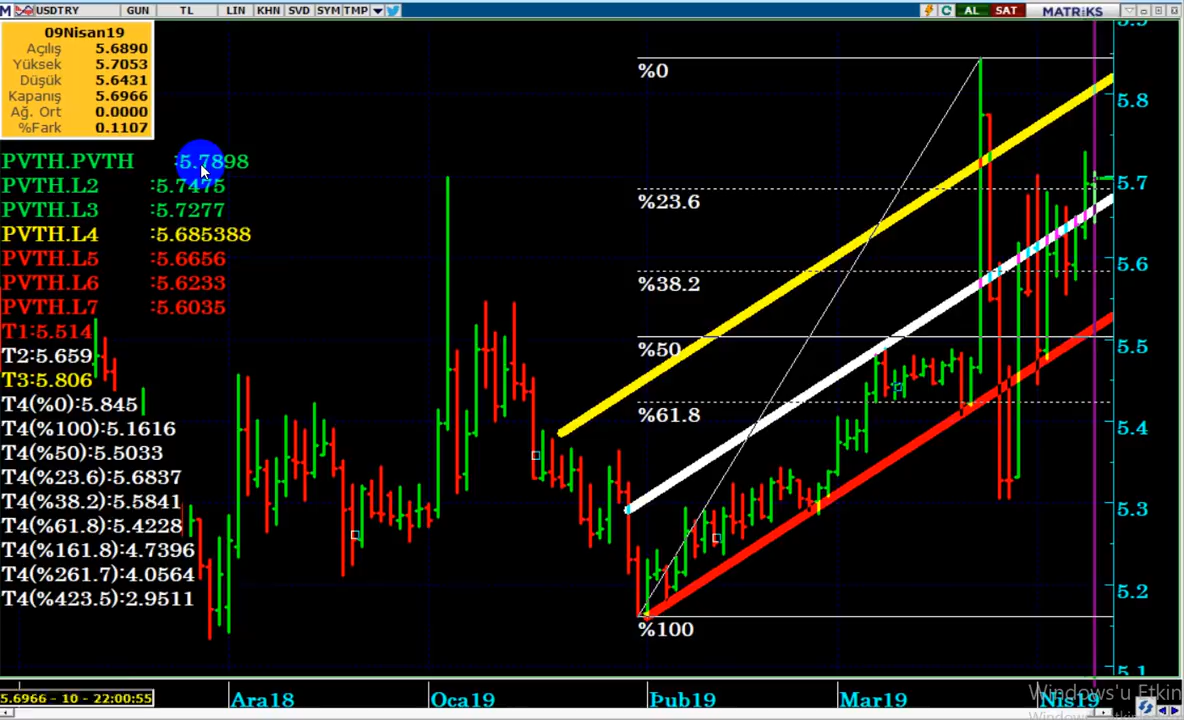 USDTRY GUN TL LIN KHN SVD SYM TMP AL SAT MATRiKS
09Nisan19
Açılış 5.6890
Yüksek 5.7053
Düşük 5.6431
Kapanış 5.6966
Ağ. Ort 0.0000
%Fark 0.1107
PVTH.PVTH :5.7898
PVTH.L2 :5.7475
PVTH.L3 :5.7277
PVTH.L4 :5.685388
PVTH.L5 :5.6656
PVTH.L6 :5.6233
PVTH.L7 :5.6035
T1:5.514
T2:5.659
T3:5.806
T4(%0):5.845
T4(%100):5.1616
T4(%50):5.5033
T4(%23.6):5.6837
T4(%38.2):5.5841
T4(%61.8):5.4228
T4(%161.8):4.7396
T4(%261.7):4.0564
T4(%423.5):2.9511
%0
%23.6
%38.2
%50
%61.8
%100
5.8
5.7
5.6
5.5
5.4
5.3
5.2
5.1
5.6966 - 10 - 22:00:55
Ara18 Oca19 Şub19 Mar19 Nis19
Windows'u Etkin